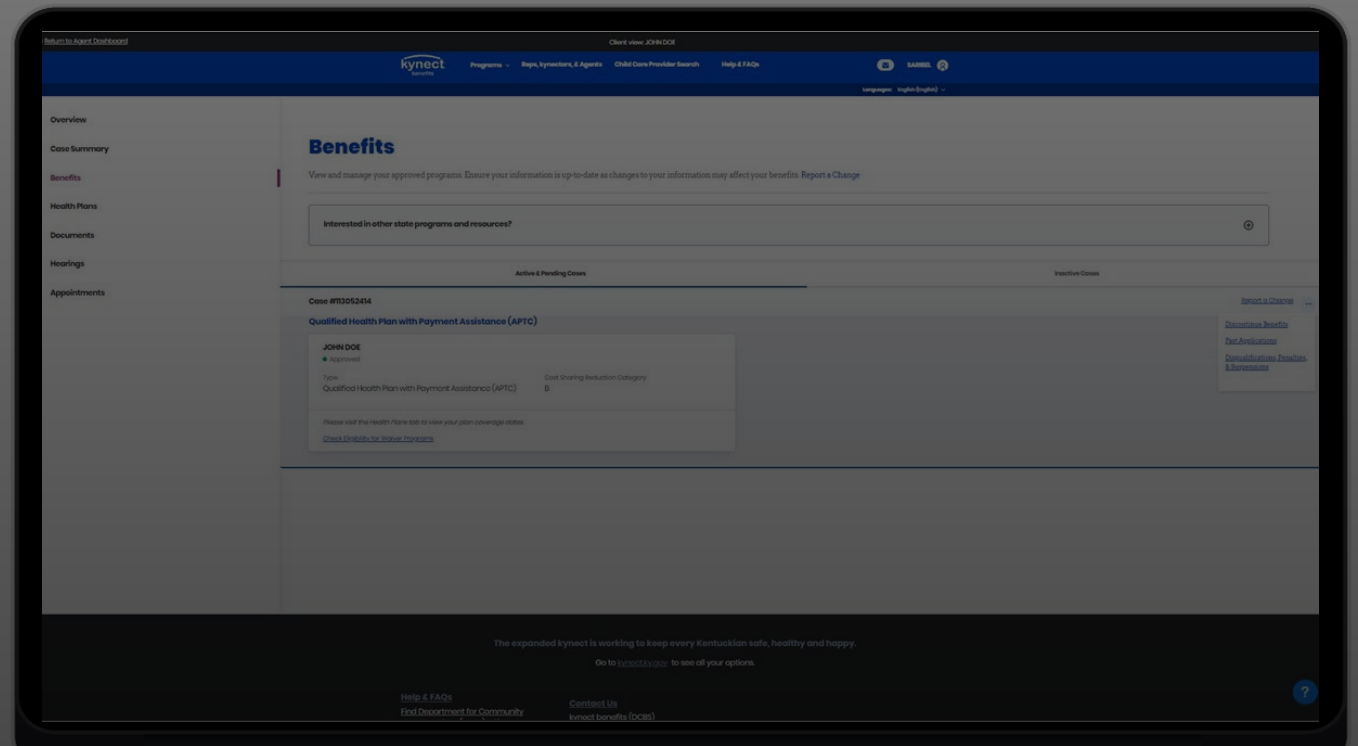 Return to Agent Dashboard
Client view: JOHN DOE
kynect
benefits
Programs
Reps, kynectors, & Agents
Child Care Provider Search
Help & FAQs
Languages: English (English)
Overview
Case Summary
Benefits
Health Plans
Documents
Hearings
Appointments
Benefits
View and manage your approved programs. Ensure your information is up-to-date as changes to your information may affect your benefits. Report a Change
Interested in other state programs and resources?
Active & Pending Cases
Inactive Cases
Case #113052414
Report a Change
...
Discontinue Benefits
Past Applications
Disqualifications, Penalties,
& Suspensions
Qualified Health Plan with Payment Assistance (APTC)
JOHN DOE
Approved
Type
Cost Sharing Reduction Category
Qualified Health Plan with Payment Assistance (APTC)
Please visit the Health Plans tab to view your plan coverage dates
Check Eligibility for Waiver Programs
The expanded kynect is working to keep every Kentuckian safe, healthy and happy.
Go to kynect.ky.gov to see all your options.
Help & FAQs
Find Department for Community
Contact Us
kynect benefits (DCBS)
?